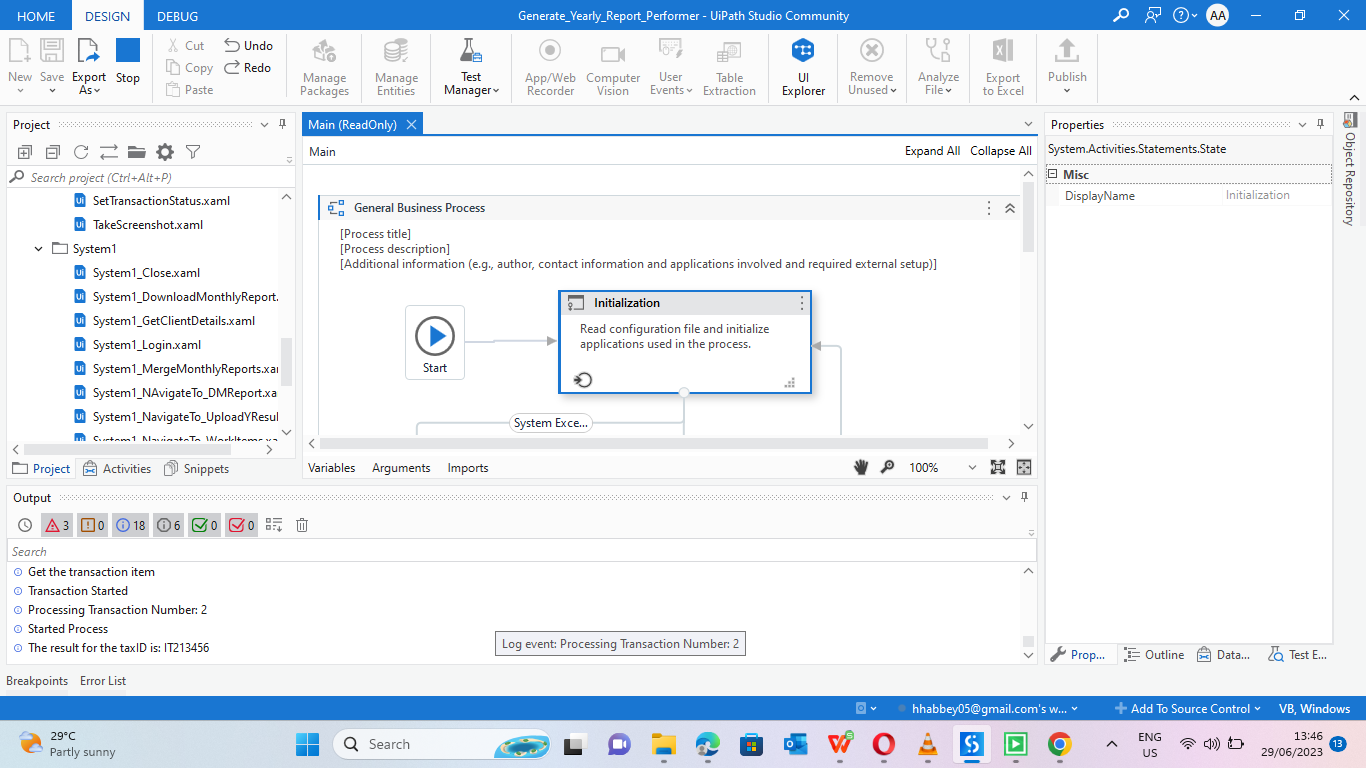 HOME DESIGN DEBUG Generate_Yearly_Report_Performer - UiPath Studio Community AA
New Save Export As Stop
Cut Copy Paste Undo Redo
Manage Packages
Manage Entities
Test Manager
App/Web Recorder
Computer Vision
User Events
Table Extraction
UI Explorer
Remove Unused
Analyze File
Export to Excel
Publish
Project
Search project (Ctrl+Alt+P)
SetTransactionStatus.xaml
TakeScreenshot.xaml
System1
System1_Close.xaml
System1_DownloadMonthlyReport.
System1_GetClientDetails.xaml
System1_Login.xaml
System1_MergeMonthlyReports.xa
System1_NAvigateTo_DMReport.xa
System1_NavigateTo_UploadYResul
System1_NavigateTo_WorkItems.xa
Project Activities Snippets
Main (ReadOnly)
Main Expand All Collapse All
General Business Process
[Process title]
[Process description]
[Additional information (e.g., author, contact information and applications involved and required external setup)]
Start
Initialization
Read configuration file and initialize
applications used in the process.
System Exce...
Variables Arguments Imports 100%
Properties
System.Activities.Statements.State
Misc
DisplayName Initialization
Object Repository
Prop... Outline Data... Test E...
Output
3 0 18 6 0 0
Search
Get the transaction item
Transaction Started
Processing Transaction Number: 2
Started Process
The result for the taxID is: IT213456
Log event: Processing Transaction Number: 2
Breakpoints Error List
hhabbey05@gmail.com's w... Add To Source Control VB, Windows
29°C
Partly sunny
Search
ENG
US
13:46
29/06/2023
13